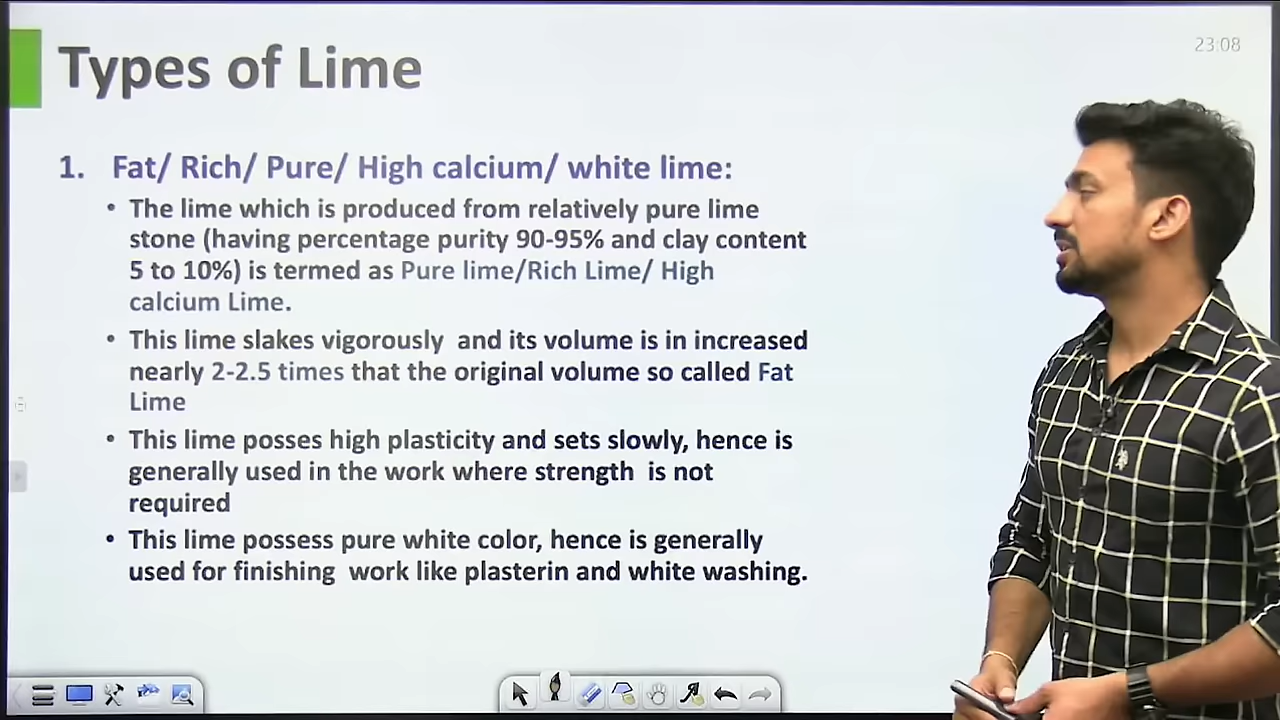 23:08
Types of Lime
1. Fat/ Rich/ Pure/ High calcium/ white lime:
• The lime which is produced from relatively pure lime
stone (having percentage purity 90-95% and clay content
5 to 10%) is termed as Pure lime/Rich Lime/ High
calcium Lime.
• This lime slakes vigorously and its volume is in increased
nearly 2-2.5 times that the original volume so called Fat
Lime
• This lime posses high plasticity and sets slowly, hence is
generally used in the work where strength is not
required
• This lime possess pure white color, hence is generally
used for finishing work like plasterin and white washing.